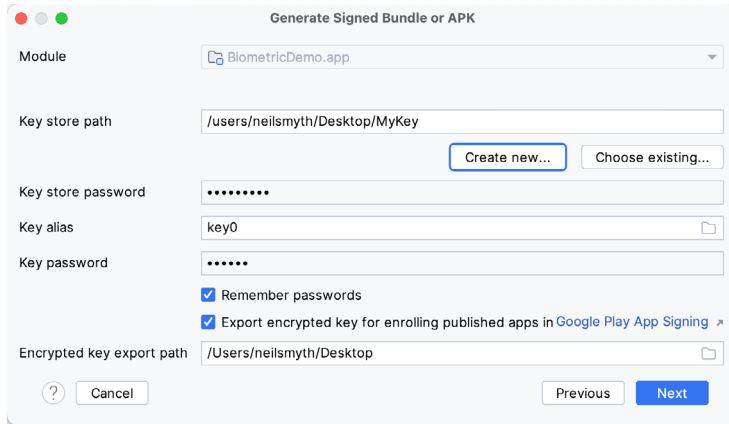 Generate Signed Bundle or APK
Module BiometricDemo.app
Key store path /users/neilsmyth/Desktop/MyKey
Create new... Choose existing...
Key store password •••••••••
Key alias key0
Key password ••••••
Remember passwords
Export encrypted key for enrolling published apps in Google Play App Signing ↗
Encrypted key export path /Users/neilsmyth/Desktop
? Cancel Previous Next